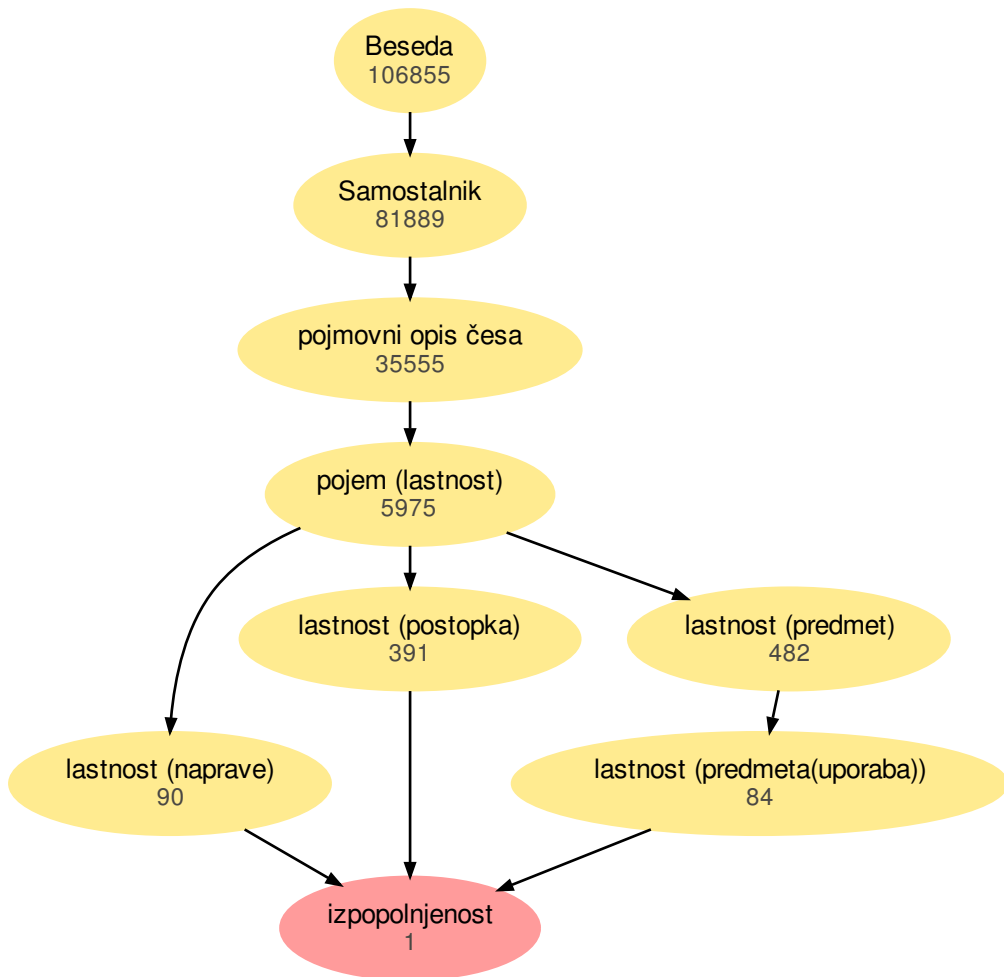 Beseda
106855
Samostalnik
81889
pojmovni opis česa
35555
pojem (lastnost)
5975
lastnost (postopka)
391
lastnost (predmet)
482
lastnost (naprave)
90
lastnost (predmeta(uporaba))
84
izpopolnjenost
1